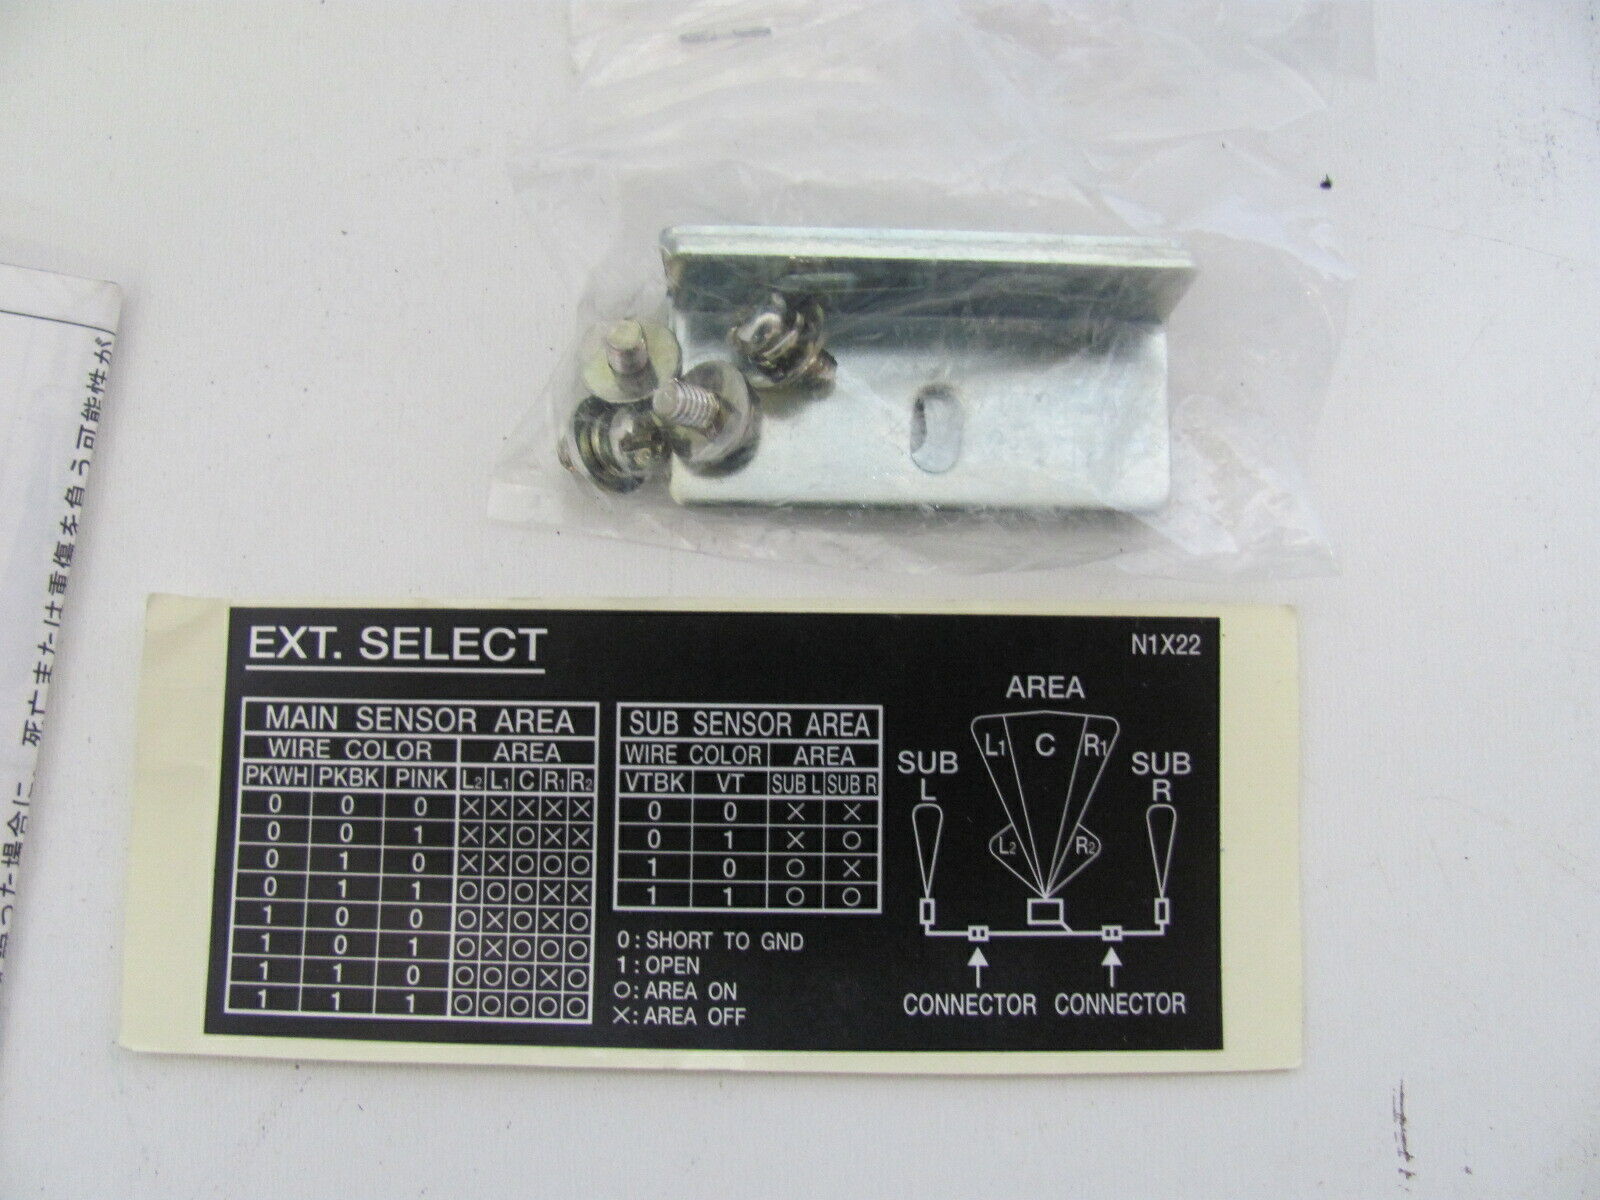 EXT. SELECT
N1X22
MAIN SENSOR AREA
WIRE COLOR AREA
PKWH PKBK PINK L2 L1 C R1 R2
0 0 0 × × × × ×
0 0 1 × × ○ × ×
0 1 0 × × ○ ○ ○
0 1 1 ○ ○ ○ × ×
1 0 0 ○ × ○ × ○
1 0 1 ○ × ○ ○ ○
1 1 0 ○ ○ ○ × ○
1 1 1 ○ ○ ○ ○ ○
SUB SENSOR AREA
WIRE COLOR AREA
VTBK VT SUB L SUB R
0 0 × ×
0 1 × ○
1 0 ○ ×
1 1 ○ ○
0: SHORT TO GND
1: OPEN
○: AREA ON
×: AREA OFF
AREA
L1 C R1
SUB L
SUB R
L2 R2
CONNECTOR CONNECTOR
った場合に、死亡または重傷を負う可能性が